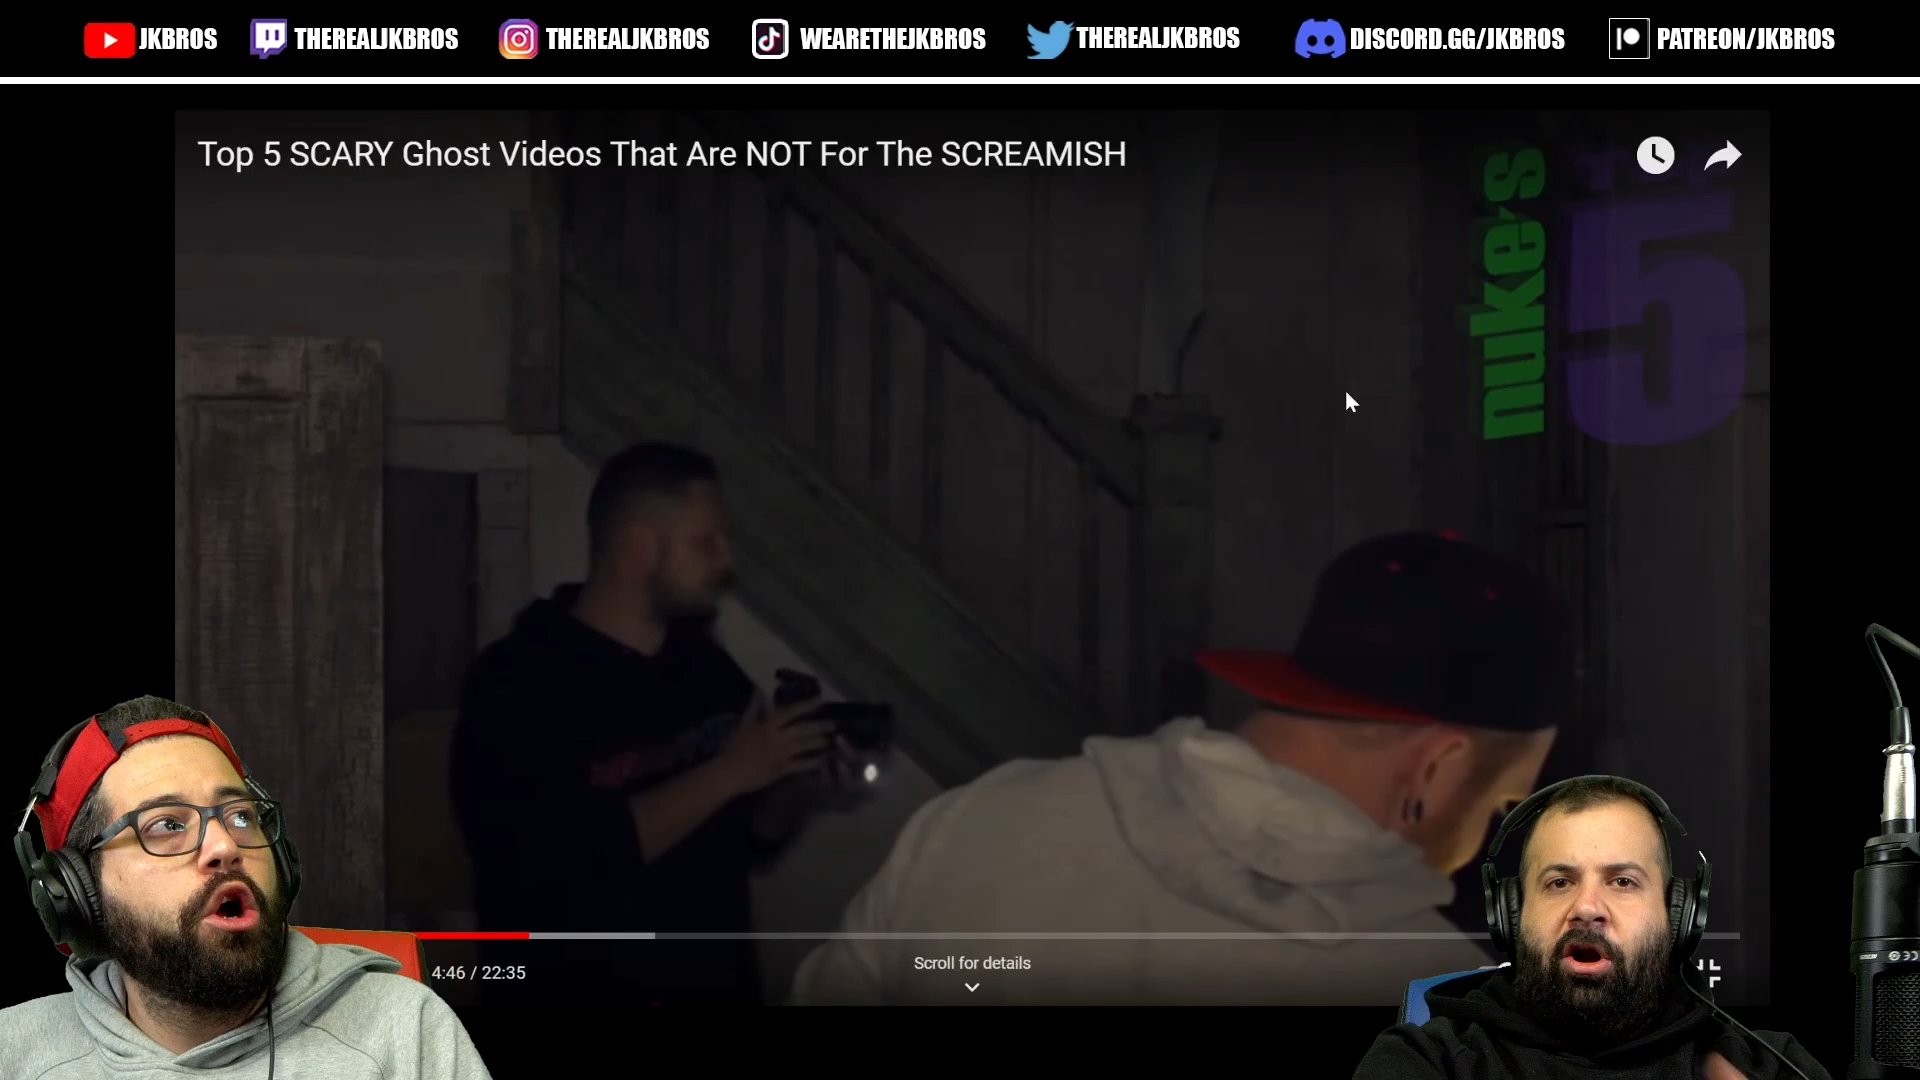 JKBROS THEREALJKBROS THEREALJKBROS WEARETHEJKBROS THEREALJKBROS DISCORD.GG/JKBROS PATREON/JKBROS
Top 5 SCARY Ghost Videos That Are NOT For The SCREAMISH
nuke's
5
4:46 / 22:35
Scroll for details